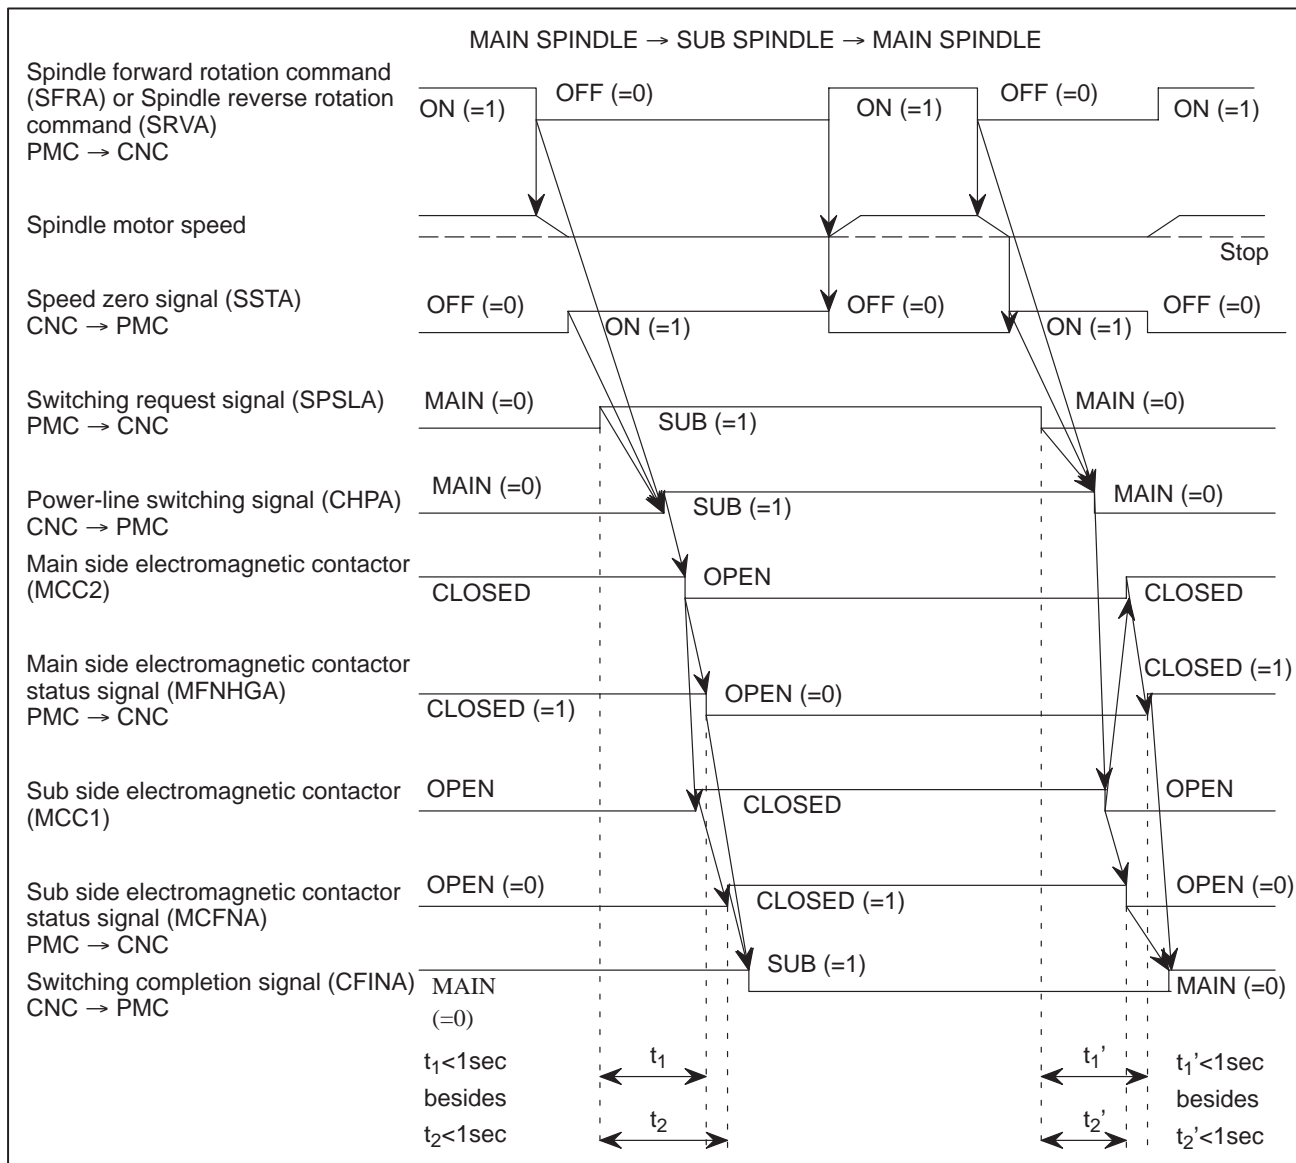 MAIN SPINDLE → SUB SPINDLE → MAIN SPINDLE
Spindle forward rotation command
(SFRA) or Spindle reverse rotation
command (SRVA)
PMC → CNC
ON (=1) OFF (=0) ON (=1) OFF (=0) ON (=1)
Spindle motor speed
Stop
Speed zero signal (SSTA)
CNC → PMC
OFF (=0) ON (=1) OFF (=0) ON (=1) OFF (=0)
Switching request signal (SPSLA)
PMC → CNC
MAIN (=0) SUB (=1) MAIN (=0)
Power-line switching signal (CHPA)
CNC → PMC
MAIN (=0) SUB (=1) MAIN (=0)
Main side electromagnetic contactor
(MCC2)
CLOSED OPEN CLOSED
Main side electromagnetic contactor
status signal (MFNHGA)
PMC → CNC
CLOSED (=1) OPEN (=0) CLOSED (=1)
Sub side electromagnetic contactor
(MCC1)
OPEN CLOSED OPEN
Sub side electromagnetic contactor
status signal (MCFNA)
PMC → CNC
OPEN (=0) CLOSED (=1) OPEN (=0)
Switching completion signal (CFINA)
CNC → PMC
MAIN
(=0)
SUB (=1) MAIN (=0)
t1<1sec t1 t1' t1'<1sec
besides besides
t2<1sec t2 t2' t2'<1sec